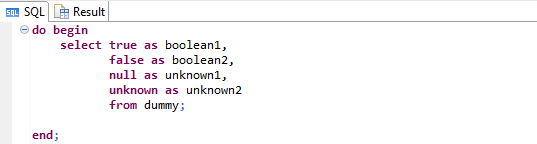 SQL Result
do begin
select true as boolean1,
false as boolean2,
null as unknown1,
unknown as unknown2
from dummy;
end;